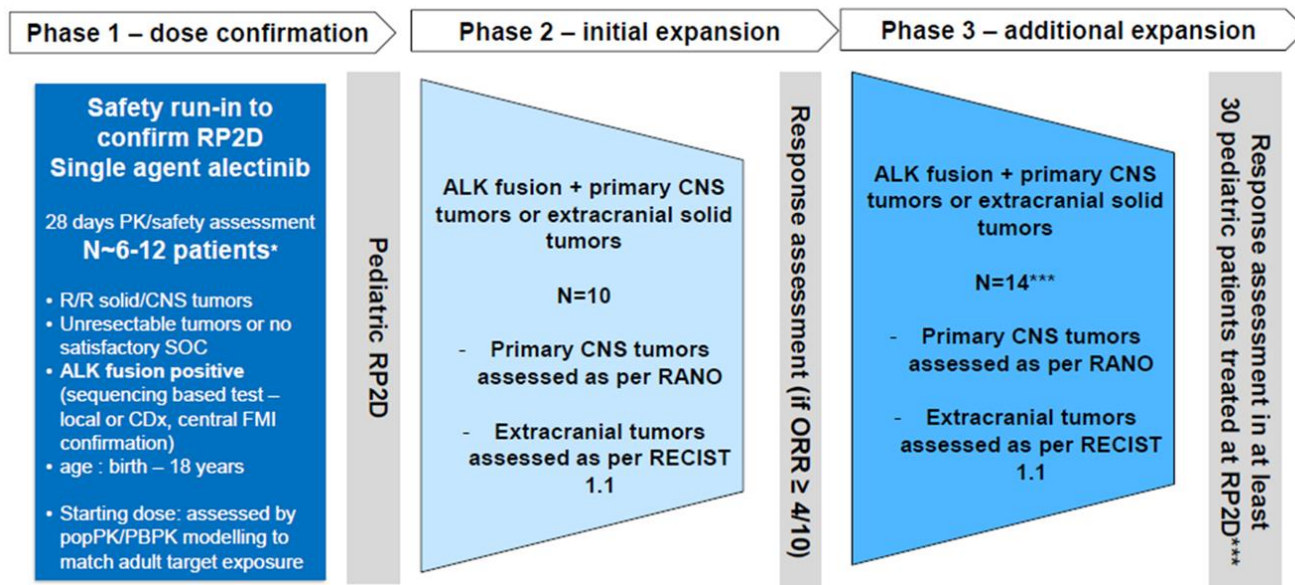 Phase 1 – dose confirmation
Phase 2 – initial expansion
Phase 3 – additional expansion
Safety run-in to
confirm RP2D
Single agent alectinib
28 days PK/safety assessment
N~6-12 patients*
• R/R solid/CNS tumors
• Unresectable tumors or no
satisfactory SOC
• ALK fusion positive
(sequencing based test –
local or CDx, central FMI
confirmation)
• age : birth – 18 years
• Starting dose: assessed by
popPK/PBPK modelling to
match adult target exposure
Pediatric RP2D
ALK fusion + primary CNS
tumors or extracranial solid
tumors
N=10
- Primary CNS tumors
assessed as per RANO
- Extracranial tumors
assessed as per RECIST
1.1
Response assessment (if ORR ≥ 4/10)
ALK fusion + primary CNS
tumors or extracranial solid
tumors
N=14***
- Primary CNS tumors
assessed as per RANO
- Extracranial tumors
assessed as per RECIST
1.1
Response assessment in at least
30 pediatric patients treated at RP2D***